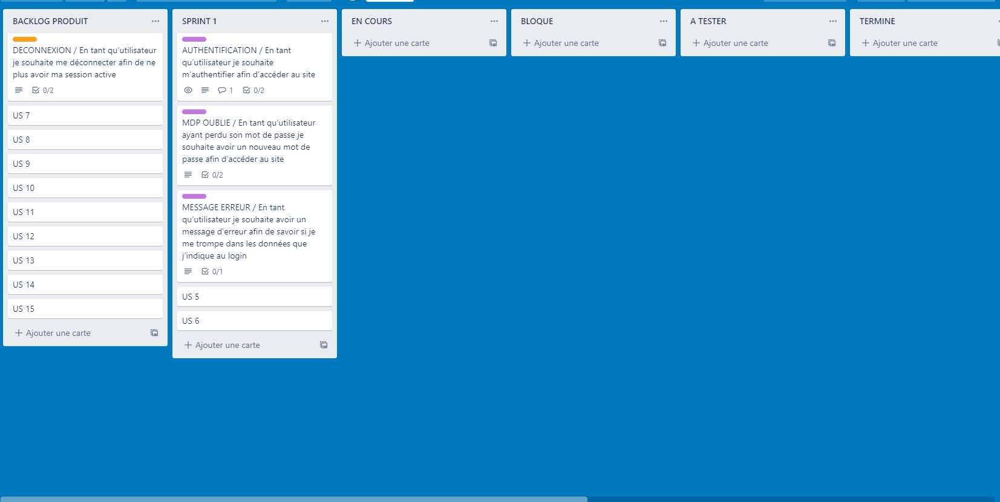 BACKLOG PRODUIT
DECONNEXION / En tant qu’utilisateur
je souhaite me déconnecter afin de ne
plus avoir ma session active
0/2
US 7
US 8
US 9
US 10
US 11
US 12
US 13
US 14
US 15
Ajouter une carte
SPRINT 1
AUTHENTIFICATION / En tant
qu’utilisateur je souhaite
m’authentifier afin d’accéder au site
1 0/2
MDP OUBLIE / En tant qu’utilisateur
ayant perdu son mot de passe je
souhaite avoir un nouveau mot de
passe afin d’accéder au site
0/2
MESSAGE ERREUR / En tant
qu’utilisateur je souhaite avoir un
message d’erreur afin de savoir si je
me trompe dans les données que
j’indique au login
0/1
US 5
US 6
Ajouter une carte
EN COURS
Ajouter une carte
BLOQUE
Ajouter une carte
A TESTER
Ajouter une carte
TERMINE
Ajouter une carte